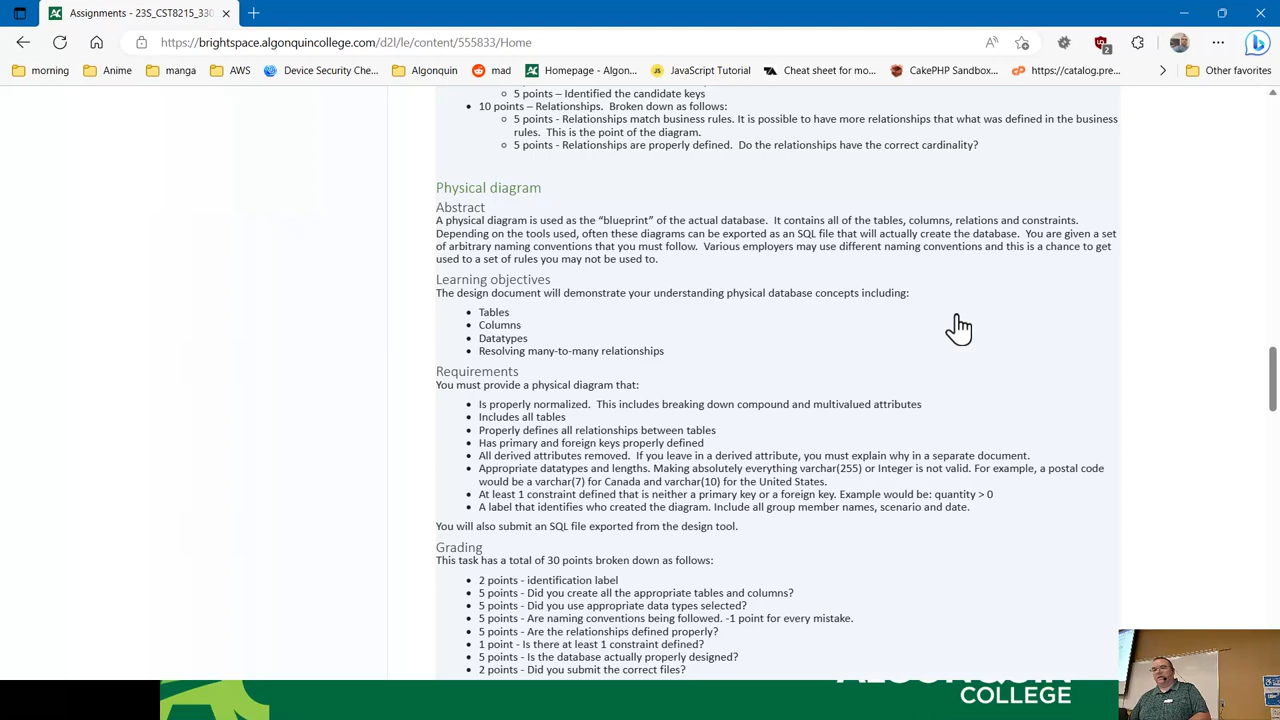 Assignments - 23S_CST8215_330
https://brightspace.algonquincollege.com/d2l/le/content/555833/Home
2
morning
Anime
manga
AWS
Device Security Che...
Algonquin
mad
Homepage - Algon...
JavaScript Tutorial
Cheat sheet for mo...
CakePHP Sandbox...
https://catalog.pre...
Other favorites
5 points – Identified the candidate keys
10 points – Relationships. Broken down as follows:
5 points - Relationships match business rules. It is possible to have more relationships that what was defined in the business
rules. This is the point of the diagram.
5 points - Relationships are properly defined. Do the relationships have the correct cardinality?
Physical diagram
Abstract
A physical diagram is used as the “blueprint” of the actual database. It contains all of the tables, columns, relations and constraints.
Depending on the tools used, often these diagrams can be exported as an SQL file that will actually create the database. You are given a set
of arbitrary naming conventions that you must follow. Various employers may use different naming conventions and this is a chance to get
used to a set of rules you may not be used to.
Learning objectives
The design document will demonstrate your understanding physical database concepts including:
Tables
Columns
Datatypes
Resolving many-to-many relationships
Requirements
You must provide a physical diagram that:
Is properly normalized. This includes breaking down compound and multivalued attributes
Includes all tables
Properly defines all relationships between tables
Has primary and foreign keys properly defined
All derived attributes removed. If you leave in a derived attribute, you must explain why in a separate document.
Appropriate datatypes and lengths. Making absolutely everything varchar(255) or Integer is not valid. For example, a postal code
would be a varchar(7) for Canada and varchar(10) for the United States.
At least 1 constraint defined that is neither a primary key or a foreign key. Example would be: quantity > 0
A label that identifies who created the diagram. Include all group member names, scenario and date.
You will also submit an SQL file exported from the design tool.
Grading
This task has a total of 30 points broken down as follows:
2 points - identification label
5 points - Did you create all the appropriate tables and columns?
5 points - Did you use appropriate data types selected?
5 points - Are naming conventions being followed. -1 point for every mistake.
5 points - Are the relationships defined properly?
1 point - Is there at least 1 constraint defined?
5 points - Is the database actually properly designed?
2 points - Did you submit the correct files?
ALGONQUIN
COLLEGE